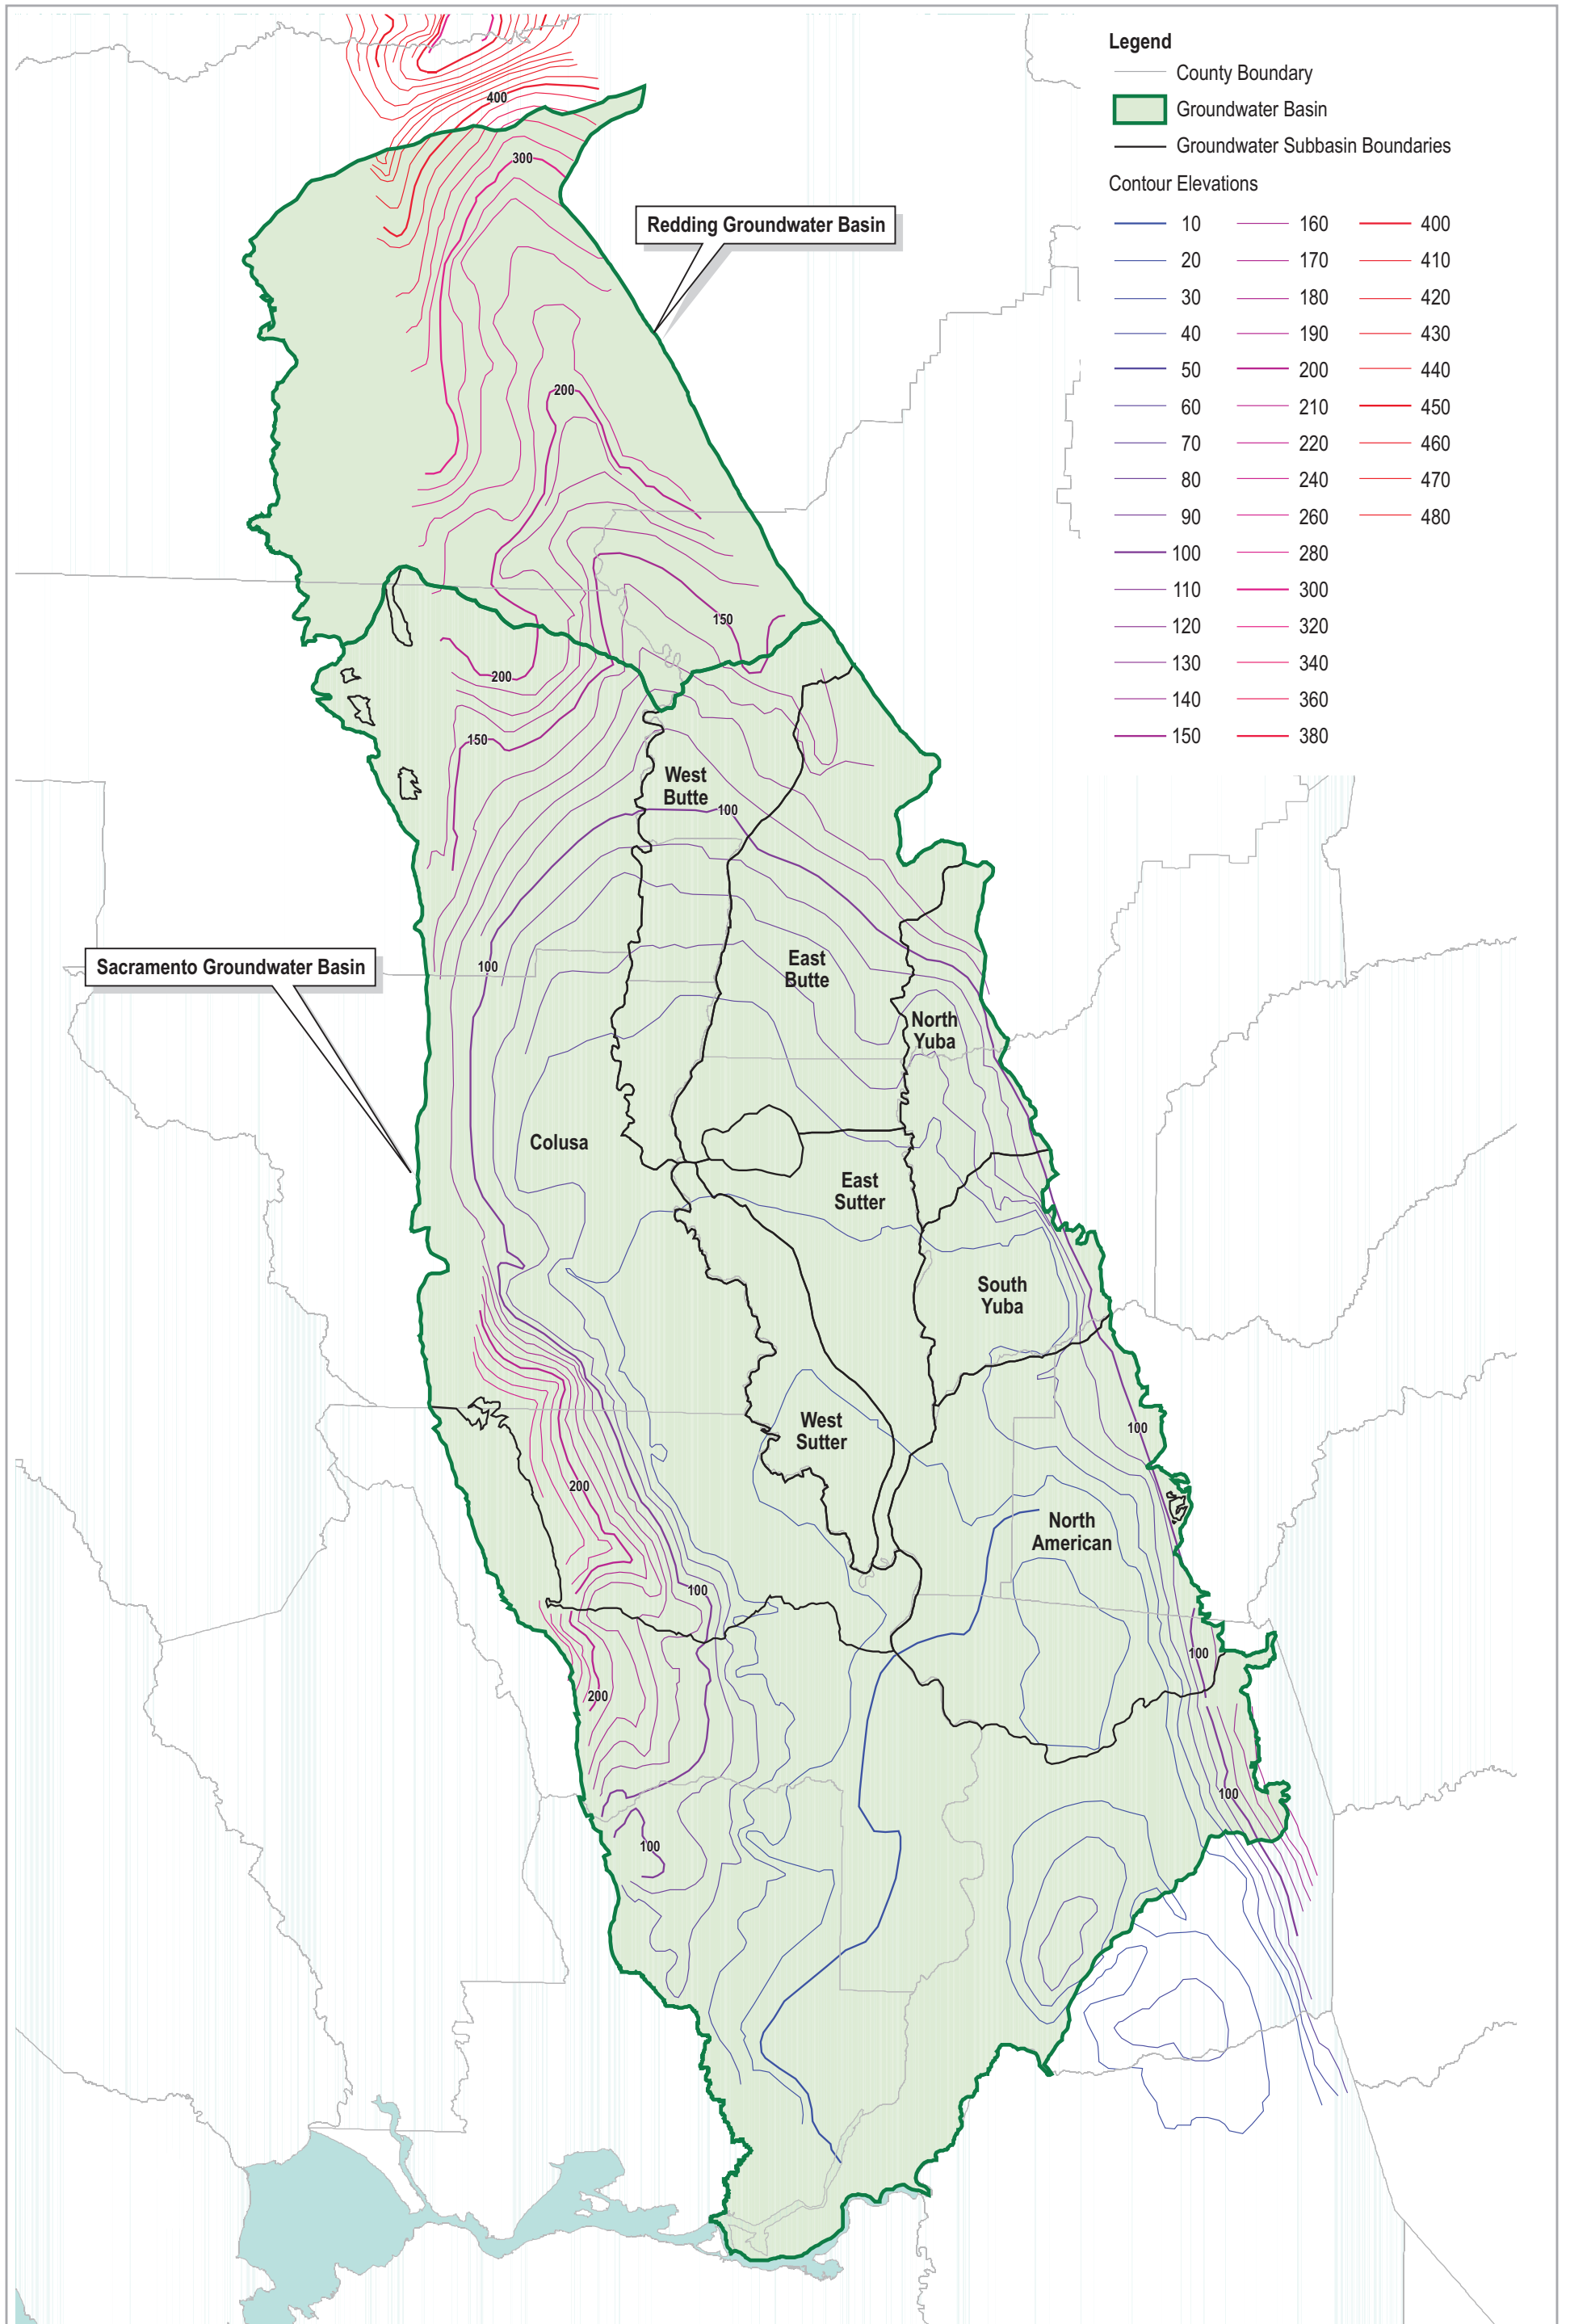 Legend
County Boundary
Groundwater Basin
Groundwater Subbasin Boundaries
Contour Elevations
10 160 400
20 170 410
30 180 420
40 190 430
50 200 440
60 210 450
70 220 460
80 240 470
90 260 480
100 280
110 300
120 320
130 340
140 360
150 380
400
300
Redding Groundwater Basin
200
150
200
150
West
Butte
100
Sacramento Groundwater Basin
100
East
Butte
North
Yuba
Colusa
East
Sutter
South
Yuba
West
Sutter
100
200
North
American
100
100
200
100
100